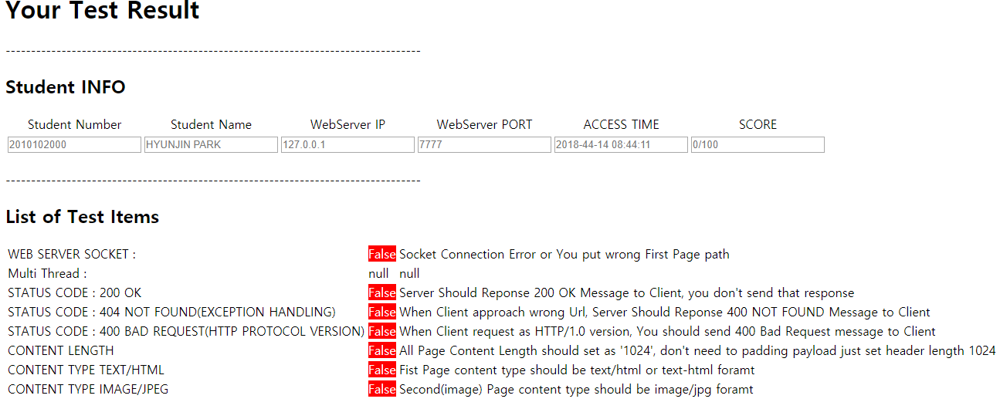 Your Test Result
--------------------------------------------------------------------------------
Student INFO
Student Number Student Name WebServer IP WebServer PORT ACCESS TIME SCORE
2010102000 HYUNJIN PARK 127.0.0.1 7777 2018-44-14 08:44:11 0/100
--------------------------------------------------------------------------------
List of Test Items
WEB SERVER SOCKET : False Socket Connection Error or You put wrong First Page path
Multi Thread : null null
STATUS CODE : 200 OK False Server Should Reponse 200 OK Message to Client, you don't send that response
STATUS CODE : 404 NOT FOUND(EXCEPTION HANDLING) False When Client approach wrong Url, Server Should Reponse 400 NOT FOUND Message to Client
STATUS CODE : 400 BAD REQUEST(HTTP PROTOCOL VERSION) False When Client request as HTTP/1.0 version, You should send 400 Bad Request message to Client
CONTENT LENGTH False All Page Content Length should set as '1024', don't need to padding payload just set header length 1024
CONTENT TYPE TEXT/HTML False Fist Page content type should be text/html or text-html foramt
CONTENT TYPE IMAGE/JPEG False Second(image) Page content type should be image/jpg foramt